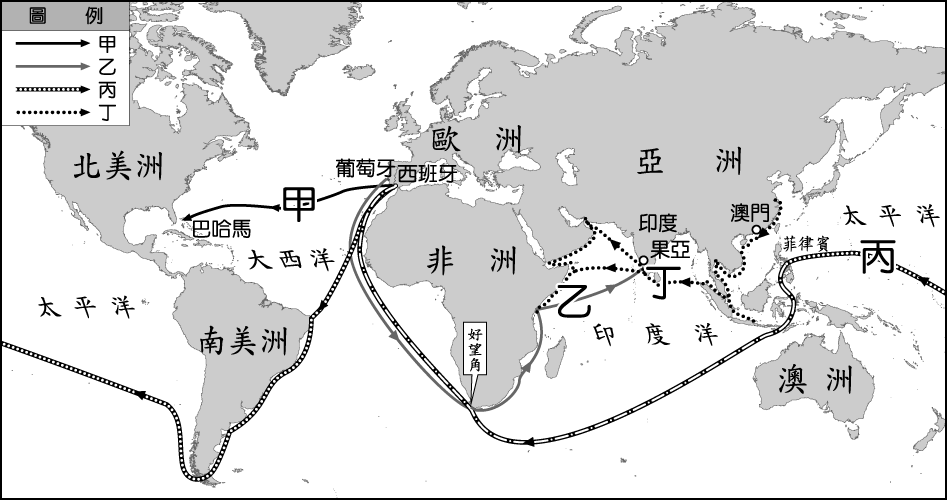 圖 例
甲
乙
丙
丁
歐 洲
北美洲
亞 洲
葡萄牙
西班牙
甲
巴哈馬
澳門
太 平 洋
印度
果亞
菲律賓
丙
大西洋
非 洲
丁
乙
太 平 洋
南美洲
好望角
印 度 洋
澳 洲